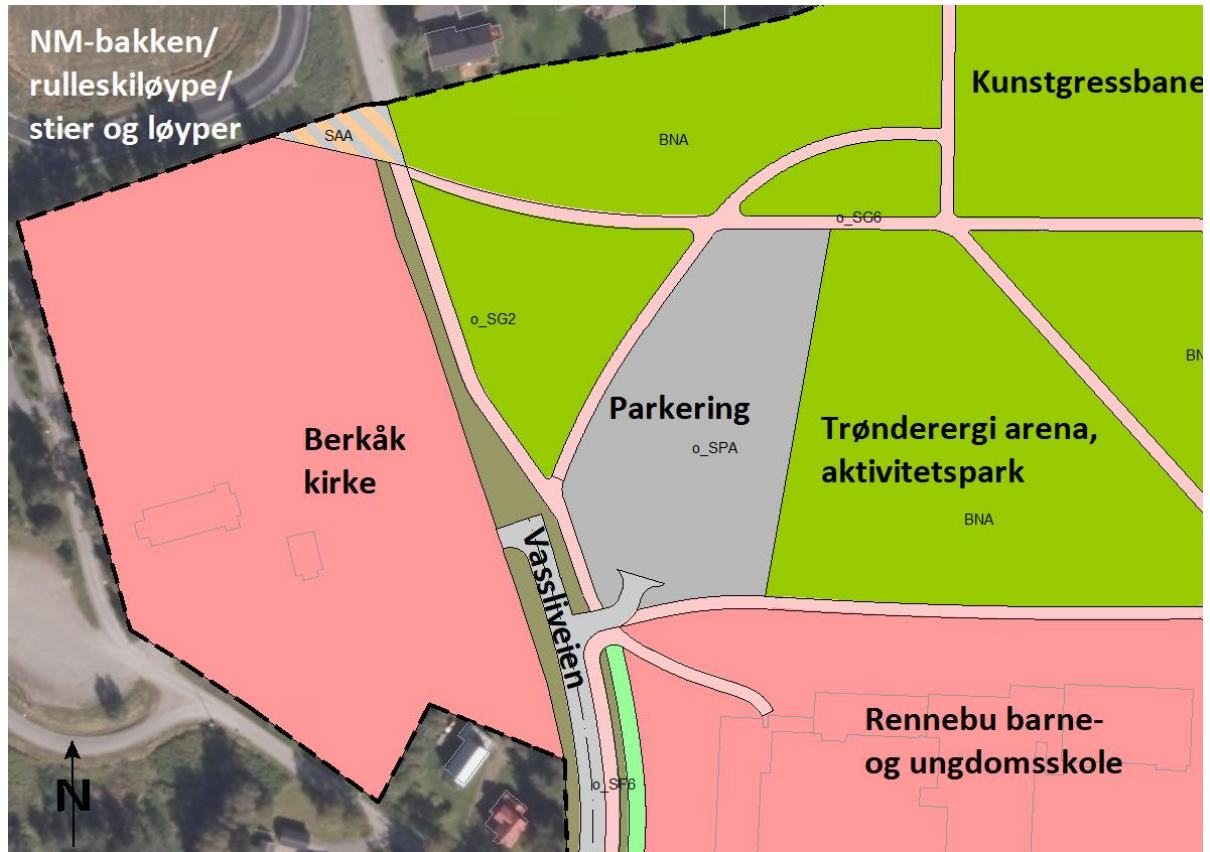 NM-bakken/
rulleskiløype/
stier og løyper
Kunstgressbane
SAA
BNA
o_SG6
o_SG2
BN
Parkering
o_SPA
Trønderergi arena,
aktivitetspark
BNA
Berkåk
kirke
Vassliveien
Rennebu barne-
og ungdomsskole
o_SF6
N